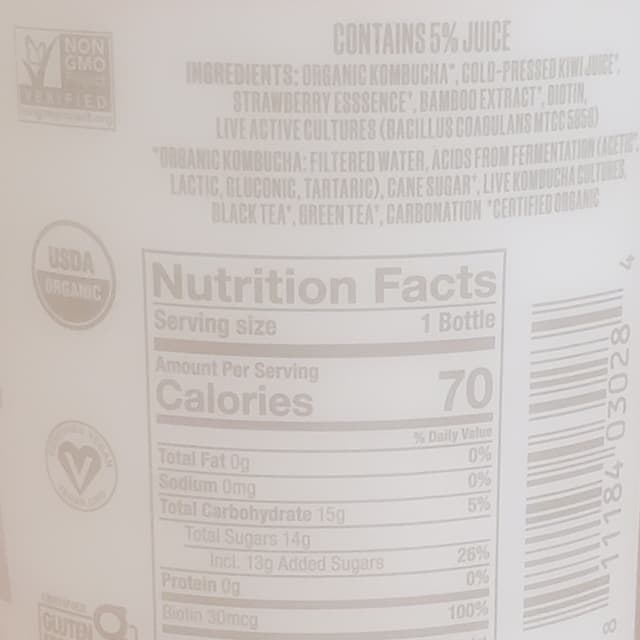 NON
GMO
VERIFIED
CONTAINS 5% JUICE
INGREDIENTS: ORGANIC KOMBUCHA*, COLD-PRESSED KIWI JUICE*,
STRAWBERRY ESSSENCE*, BAMBOO EXTRACT*, BIOTIN,
LIVE ACTIVE CULTURES (BACILLUS COAGULANS MTCC 5856)
*ORGANIC KOMBUCHA: FILTERED WATER, ACIDS FROM FERMENTATION (ACETIC*,
LACTIC, GLUCONIC, TARTARIC), CANE SUGAR*, LIVE KOMBUCHA CULTURES,
BLACK TEA*, GREEN TEA*, CARBONATION *CERTIFIED ORGANIC
USDA
ORGANIC
Nutrition Facts
Serving size 1 Bottle
Amount Per Serving
Calories 70
% Daily Value
Total Fat 0g 0%
Sodium 0mg 0%
Total Carbohydrate 15g 5%
Total Sugars 14g
Incl. 13g Added Sugars 26%
Protein 0g 0%
Biotin 30mcg 100%
CERTIFIED
GLUTEN
8 11184 03028 4